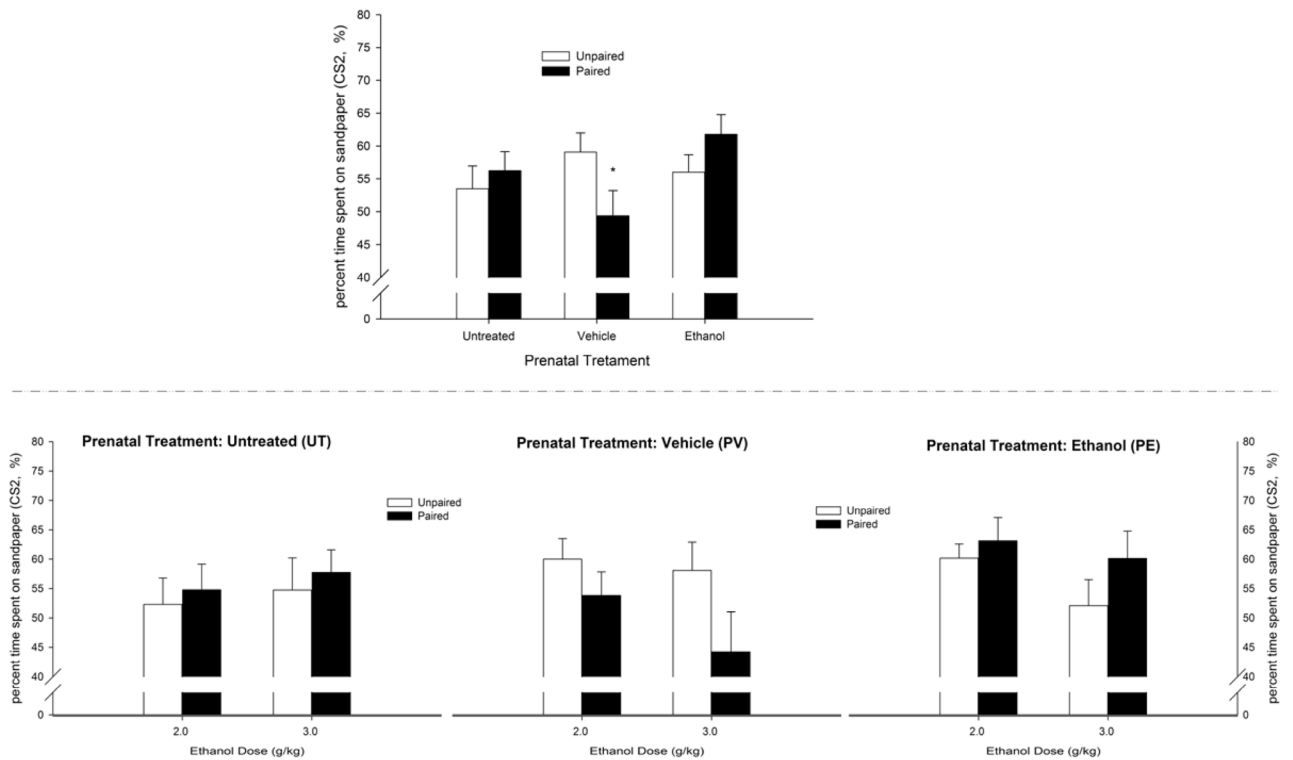 percent time spent on sandpaper (CS2, %)
80
75
70
65
60
55
50
45
40
0
Unpaired
Paired
*
Untreated Vehicle Ethanol
Prenatal Tretament
Prenatal Treatment: Untreated (UT)
percent time spent on sandpaper (CS2, %)
80
75
70
65
60
55
50
45
40
0
Unpaired
Paired
2.0 3.0
Ethanol Dose (g/kg)
Prenatal Treatment: Vehicle (PV)
Unpaired
Paired
2.0 3.0
Ethanol Dose (g/kg)
Prenatal Treatment: Ethanol (PE)
2.0 3.0
Ethanol Dose (g/kg)
80
75
70
65
60
55
50
45
40
0
percent time spent on sandpaper (CS2, %)